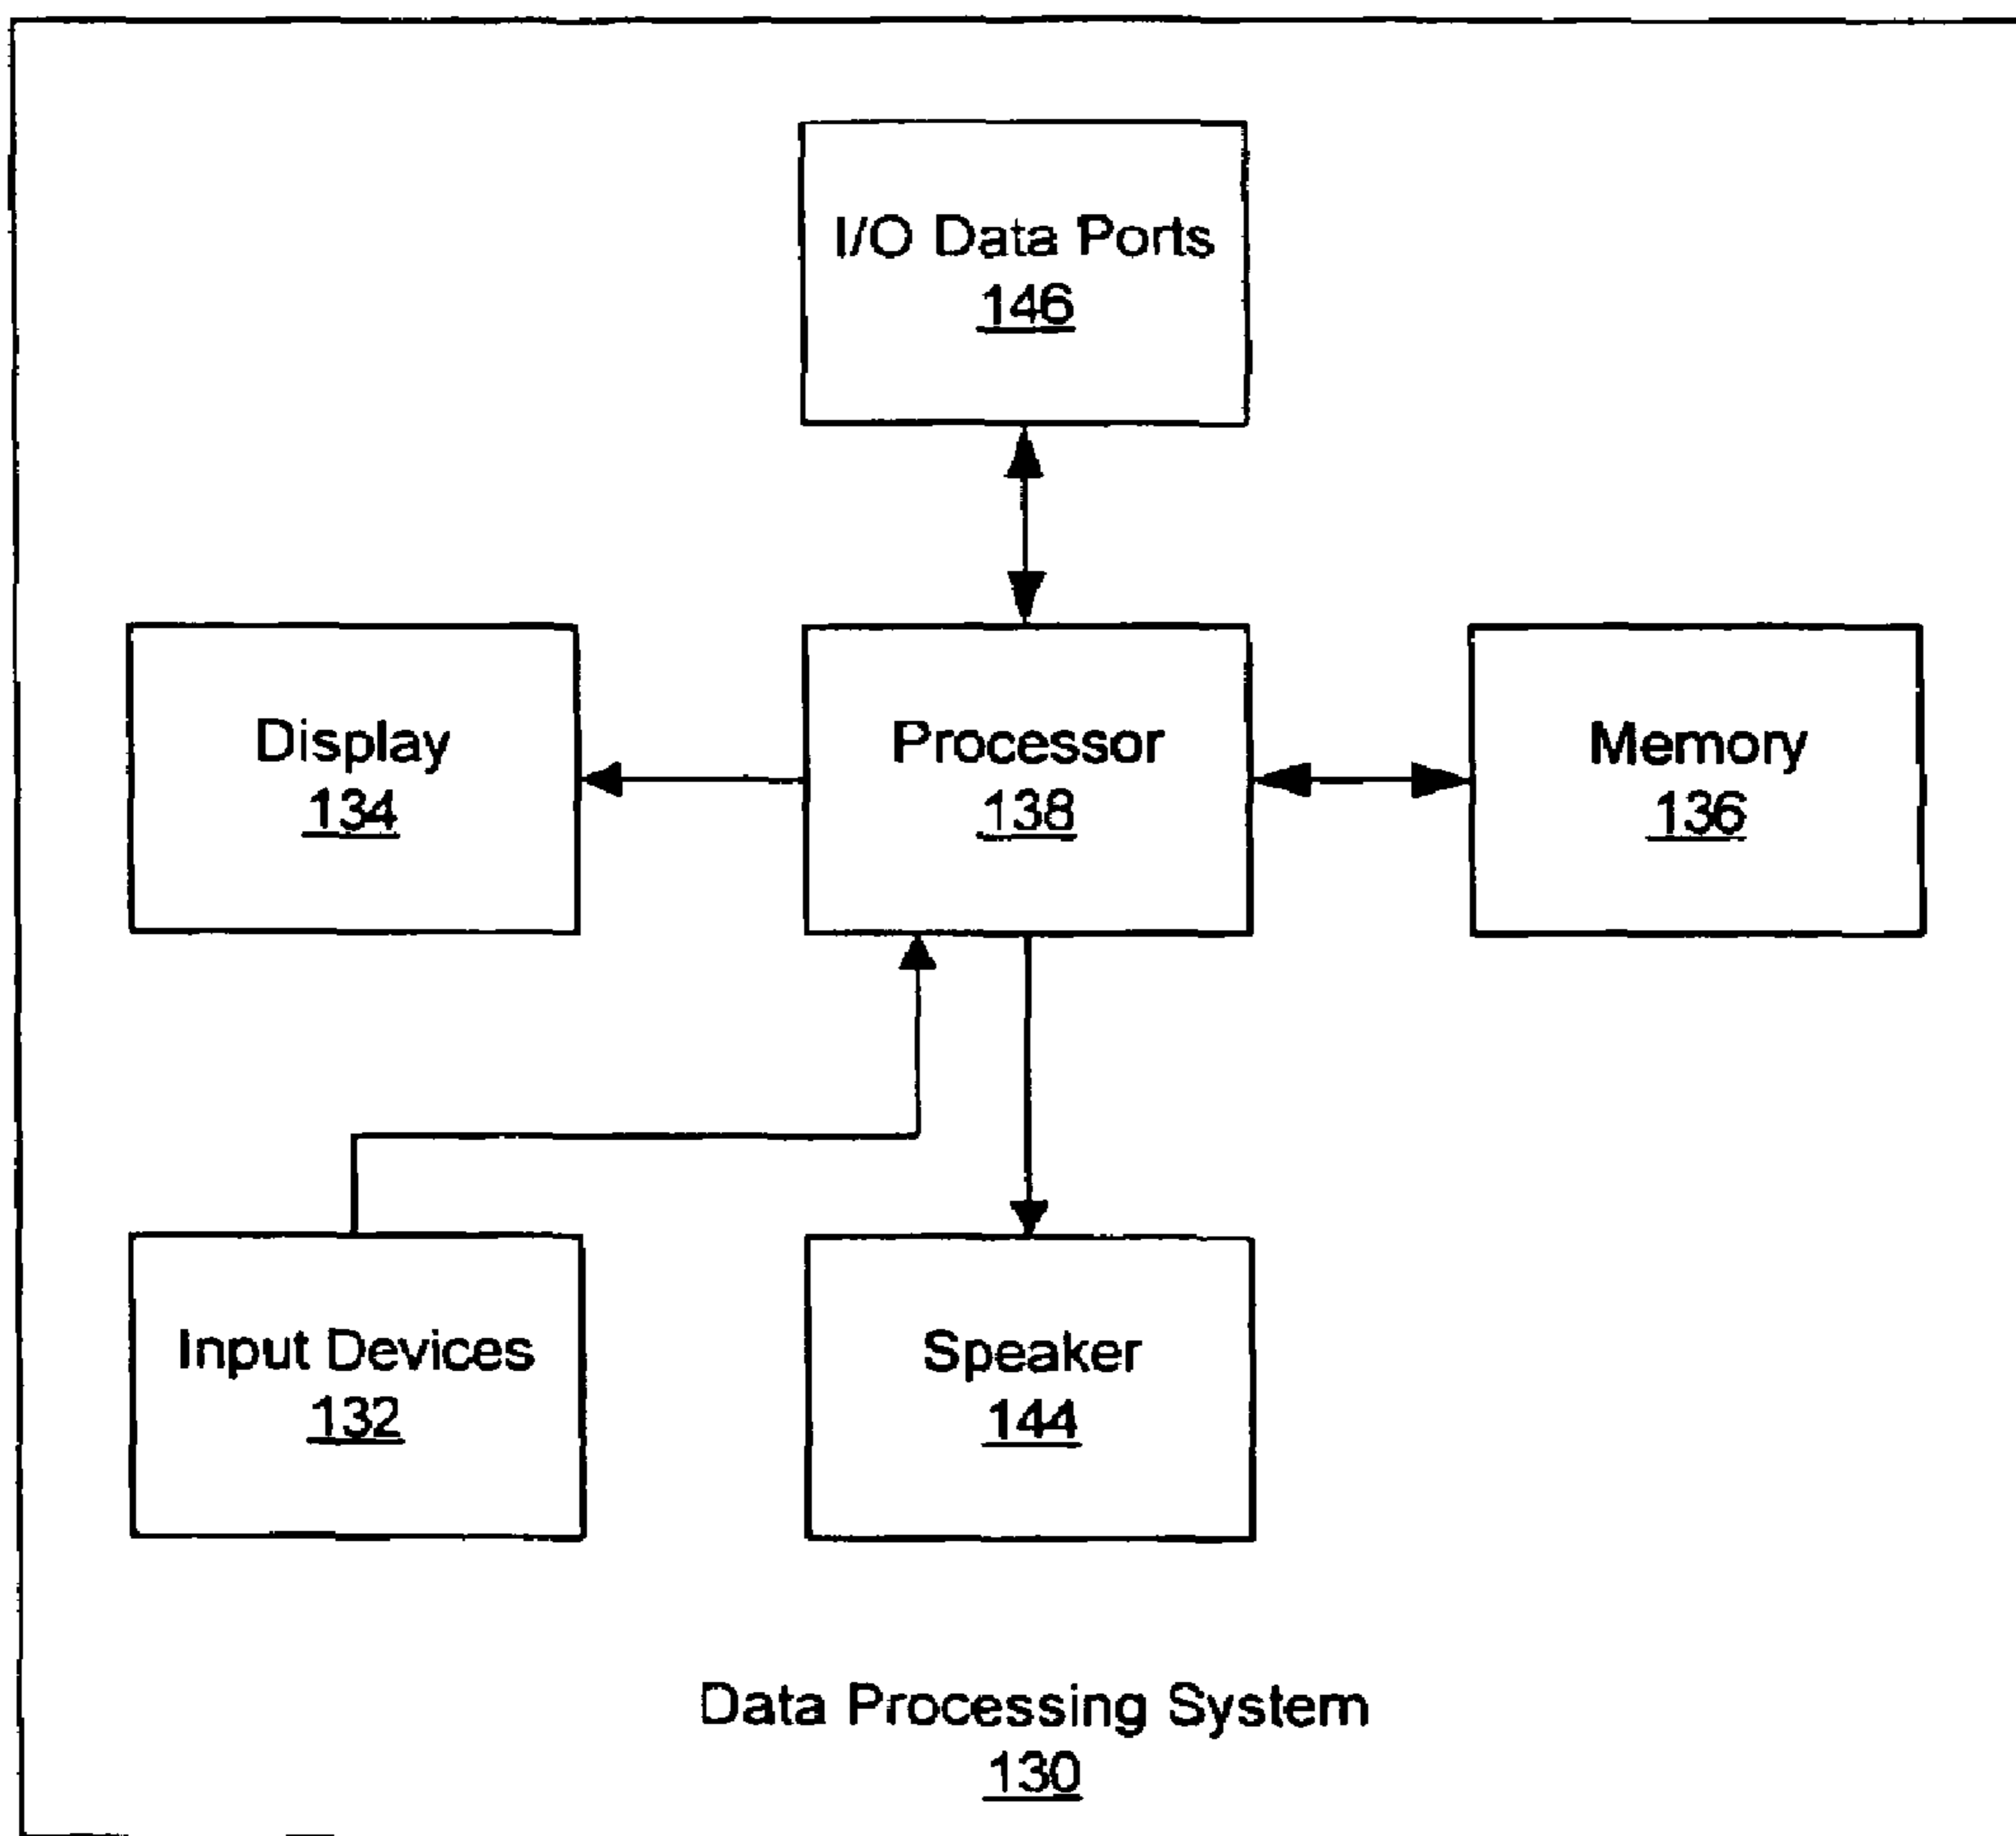 I/O Data Ports
146
Display
134
Processor
138
Memory
136
Input Devices
132
Speaker
144
Data Processing System
130